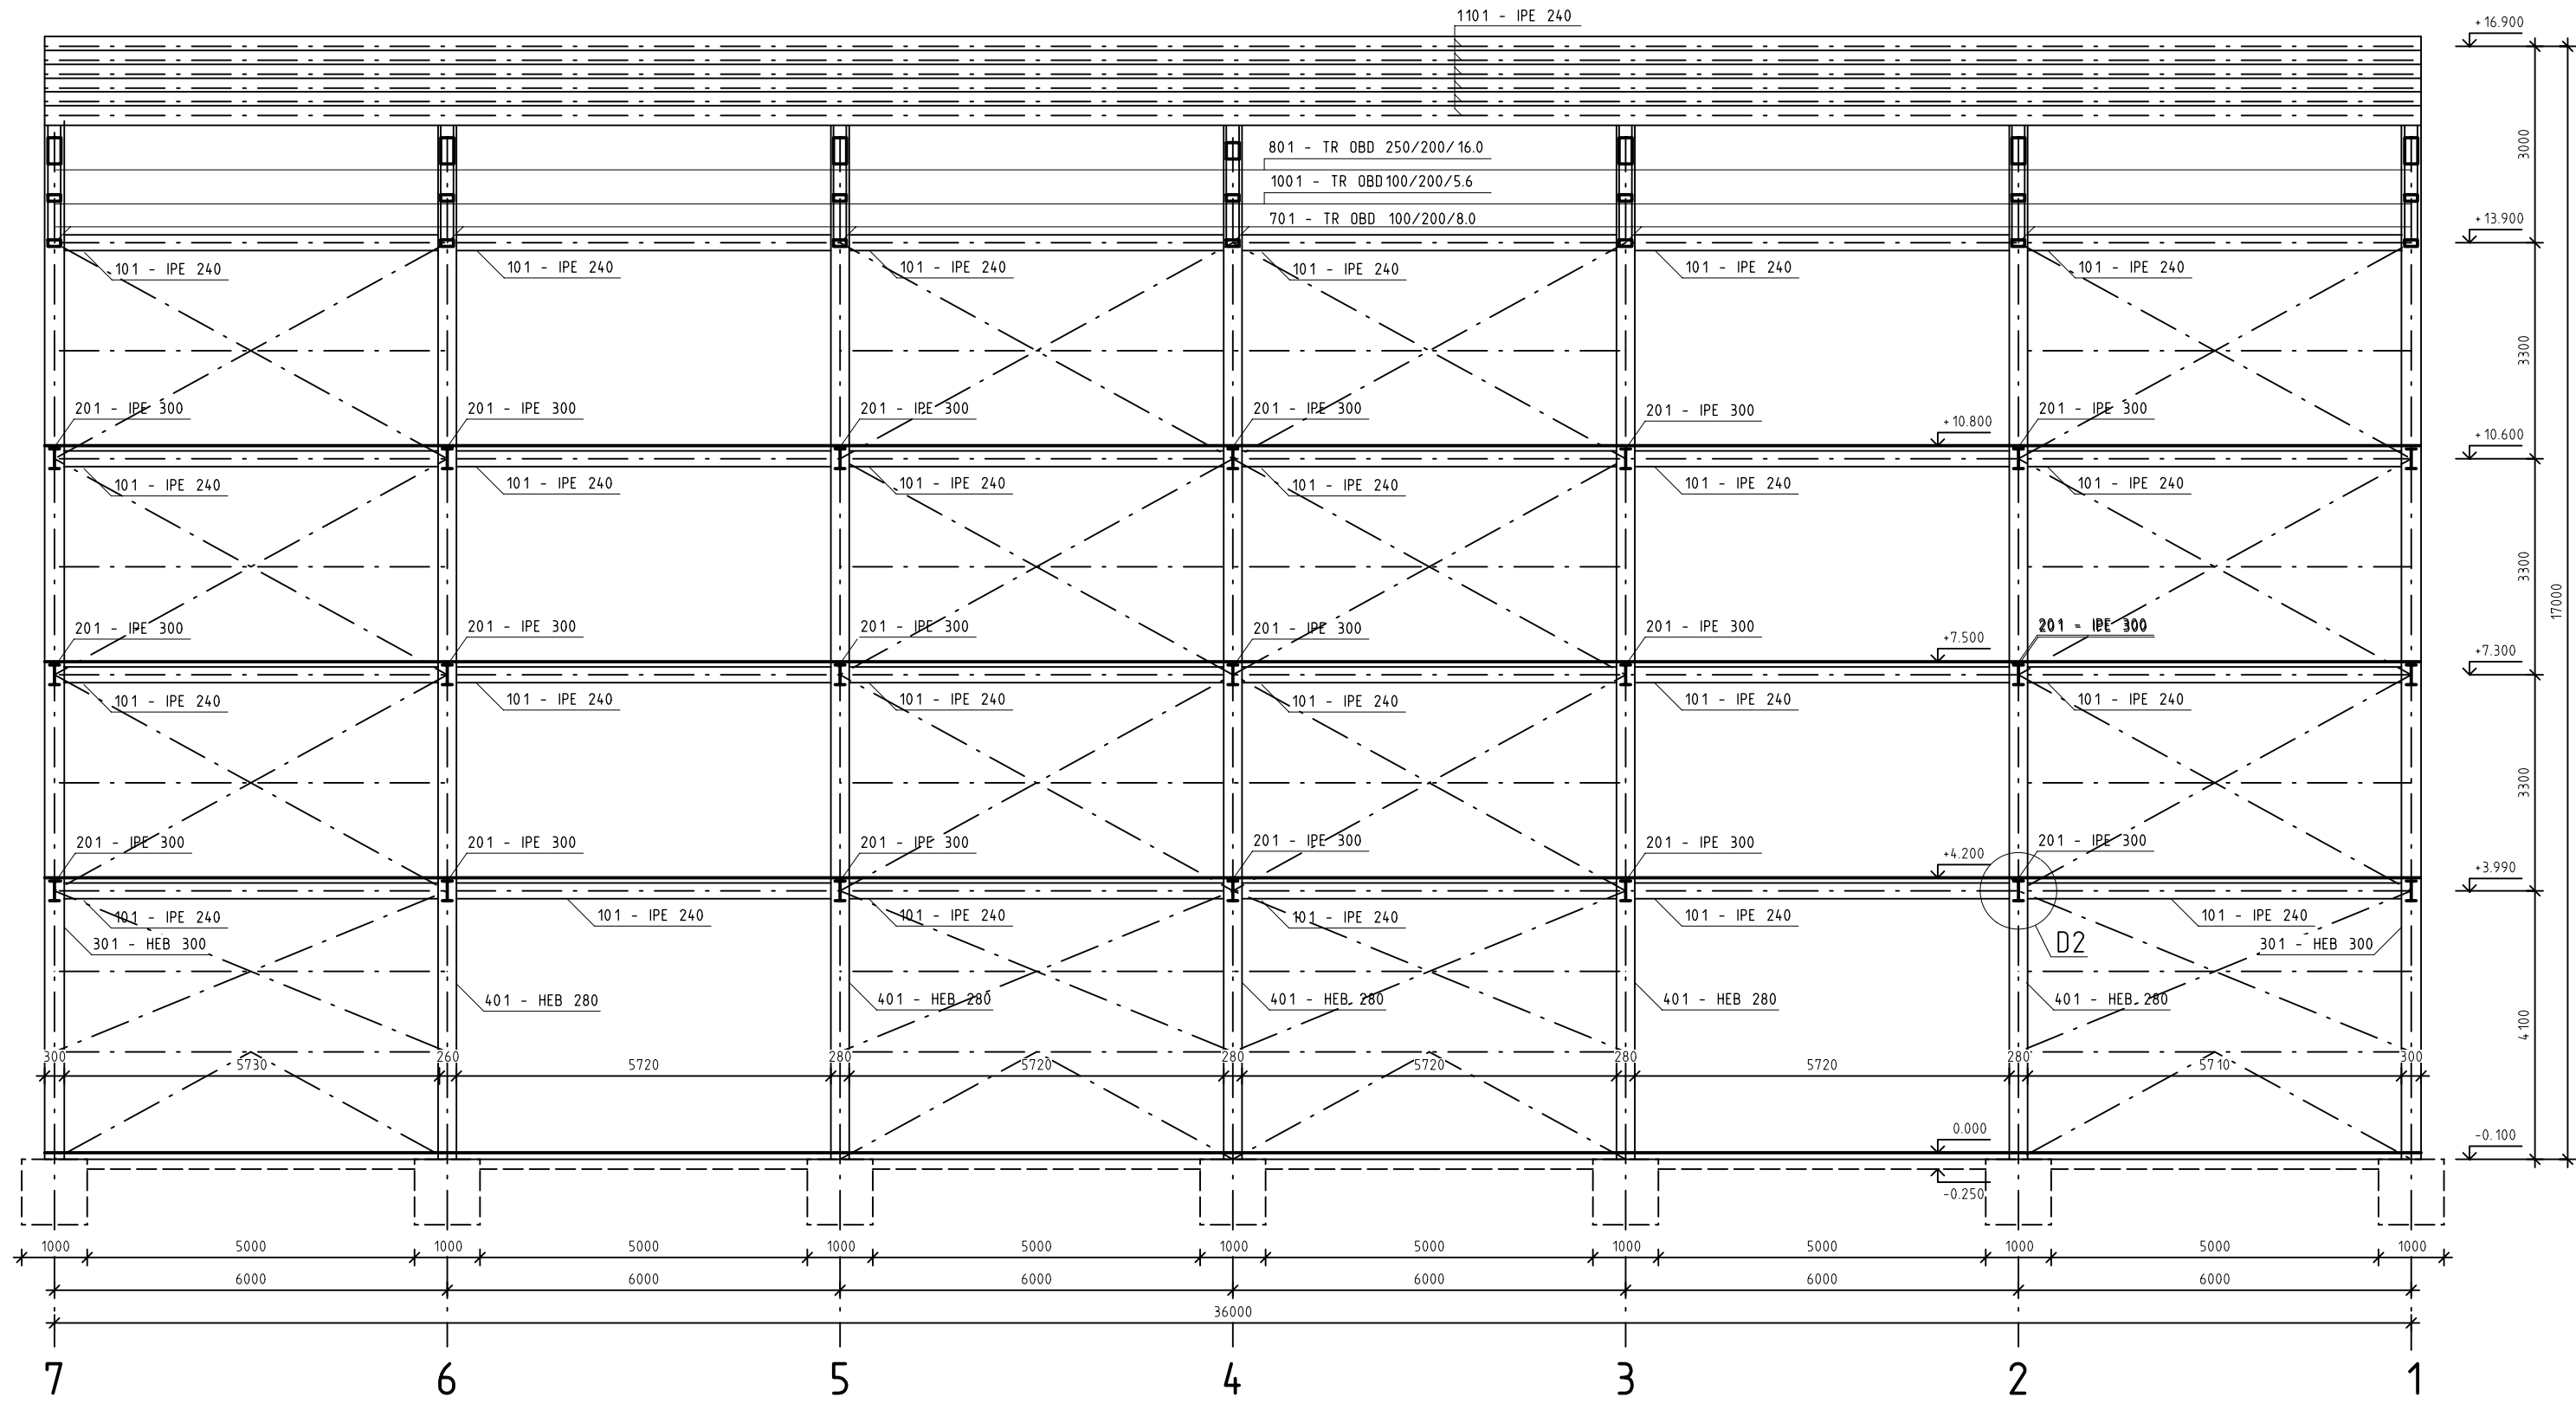 1101 - IPE 240
+16.900
801 - TR OBD 250/200/16.0
3000
1001 - TR OBD100/200/5.6
701 - TR OBD 100/200/8.0
+13.900
101 - IPE 240
101 - IPE 240
101 - IPE 240
101 - IPE 240
101 - IPE 240
101 - IPE 240
3300
201 - IPE 300
201 - IPE 300
201 - IPE 300
201 - IPE 300
201 - IPE 300
+10.800
201 - IPE 300
+10.600
101 - IPE 240
101 - IPE 240
101 - IPE 240
101 - IPE 240
101 - IPE 240
101 - IPE 240
3300
17000
201 - IPE 300
201 - IPE 300
201 - IPE 300
201 - IPE 300
201 - IPE 300
+7.500
201 - IPE 300
201 - IPE 300
+7.300
101 - IPE 240
101 - IPE 240
101 - IPE 240
101 - IPE 240
101 - IPE 240
101 - IPE 240
3300
201 - IPE 300
201 - IPE 300
201 - IPE 300
201 - IPE 300
201 - IPE 300
+4.200
201 - IPE 300
+3.990
101 - IPE 240
101 - IPE 240
101 - IPE 240
101 - IPE 240
101 - IPE 240
101 - IPE 240
301 - HEB 300
D2
301 - HEB 300
401 - HEB 280
401 - HEB 280
401 - HEB 280
401 - HEB 280
401 - HEB 280
4100
300 5730 260 5720 280 5720 280 5720 280 5720 280 5710 300
0.000
-0.100
-0.250
1000 5000 1000 5000 1000 5000 1000 5000 1000 5000 1000 5000 1000
6000 6000 6000 6000 6000 6000
36000
7 6 5 4 3 2 1